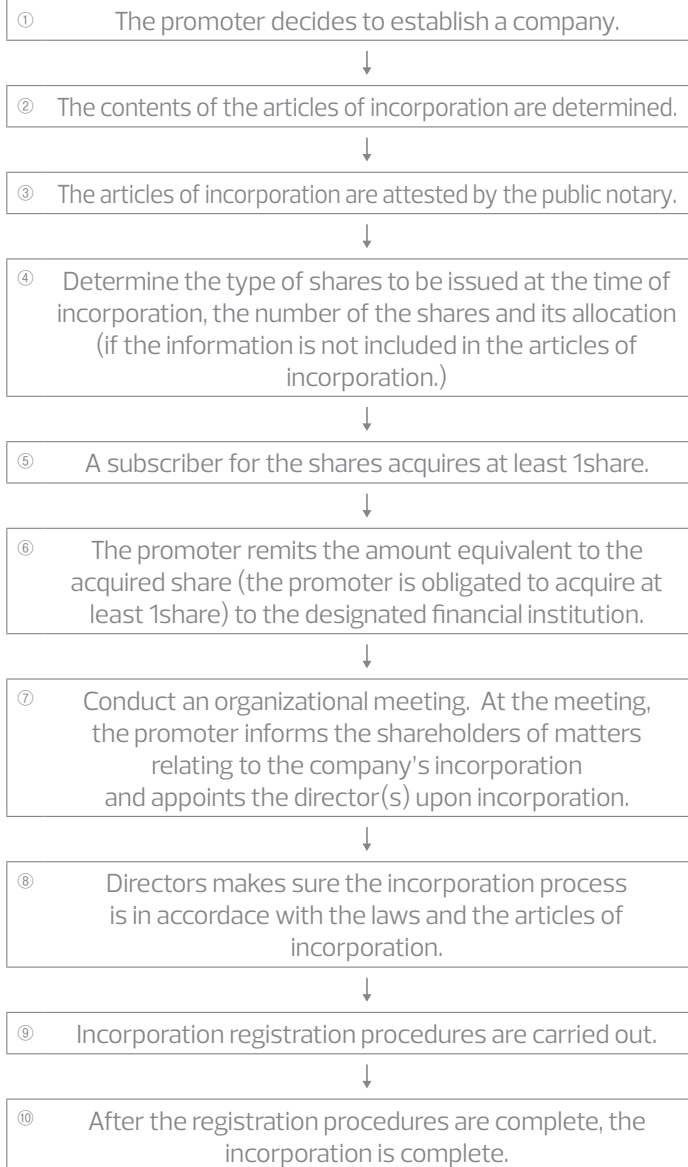 ① The promoter decides to establish a company.
↓
② The contents of the articles of incorporation are determined.
↓
③ The articles of incorporation are attested by the public notary.
↓
④ Determine the type of shares to be issued at the time of
incorporation, the number of the shares and its allocation
(if the information is not included in the articles of
incorporation.)
↓
⑤ A subscriber for the shares acquires at least 1share.
↓
⑥ The promoter remits the amount equivalent to the
acquired share (the promoter is obligated to acquire at
least 1share) to the designated financial institution.
↓
⑦ Conduct an organizational meeting. At the meeting,
the promoter informs the shareholders of matters
relating to the company's incorporation
and appoints the director(s) upon incorporation.
↓
⑧ Directors makes sure the incorporation process
is in accordace with the laws and the articles of
incorporation.
↓
⑨ Incorporation registration procedures are carried out.
↓
⑩ After the registration procedures are complete, the
incorporation is complete.